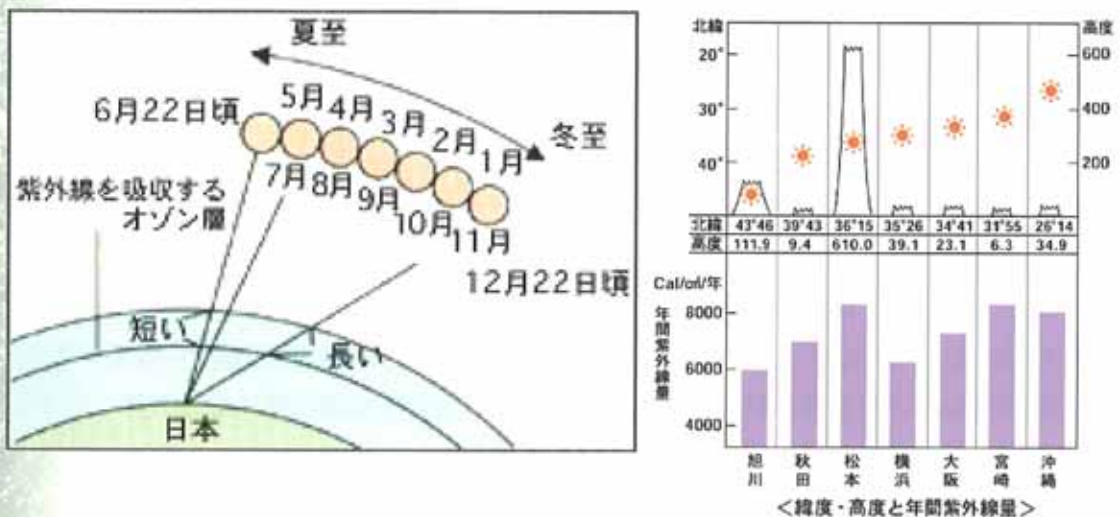 夏至
6月22日頃
5月
4月
3月
2月
1月
冬至
7月
8月
9月
10月
11月
12月22日頃
紫外線を吸収する
オゾン層
短い
長い
日本
北緯
高度
20°
30°
40°
600
400
200
北緯 43°46 39°43 36°15 35°26 34°41 31°55 26°14
高度 111.9 9.4 610.0 39.1 23.1 6.3 34.9
Cal/㎠/年
年間紫外線量
8000
6000
4000
旭川
秋田
松本
横浜
大阪
宮崎
沖縄
<緯度・高度と年間紫外線量>